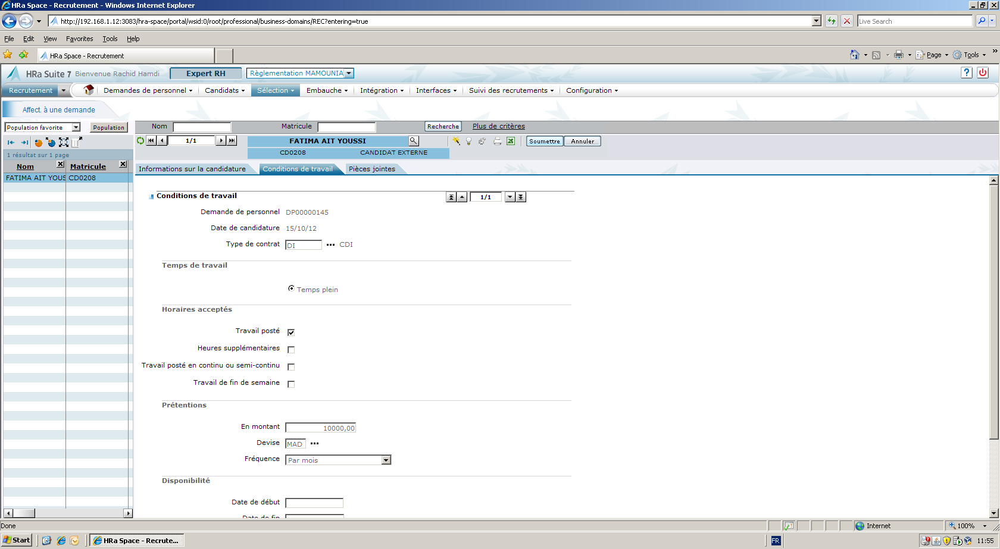 HRa Space - Recrutement - Windows Internet Explorer
http://192.168.1.12:3083/hra-space/portal/wsid:0/root/professional/business-domains/REC?entering=true
Live Search
File Edit View Favorites Tools Help
HRa Space - Recrutement
Page Tools »
HRa Suite 7 Bienvenue Rachid Hamdi Expert RH Règlementation MAMOUNIA
Recrutement Demandes de personnel Candidats Sélection Embauche Intégration Interfaces Suivi des recrutements Configuration
Affect. à une demande
Population favorite Population
Nom Matricule Recherche Plus de critères
1/1 FATIMA AIT YOUSSI Soumettre Annuler
CD0208 CANDIDAT EXTERNE
1 résultat sur 1 page
Nom Matricule
FATIMA AIT YOUS CD0208
Informations sur la candidature Conditions de travail Pièces jointes
Conditions de travail 1/1
Demande de personnel DP00000145
Date de candidature 15/10/12
Type de contrat DI ... CDI
Temps de travail
Temps plein
Horaires acceptés
Travail posté
Heures supplémentaires
Travail posté en continu ou semi-continu
Travail de fin de semaine
Prétentions
En montant 10000,00
Devise MAD ...
Fréquence Par mois
Disponibilité
Date de début
Date de fin
Done Internet 100%
Start HRa Space - Recrute... FR 11:55